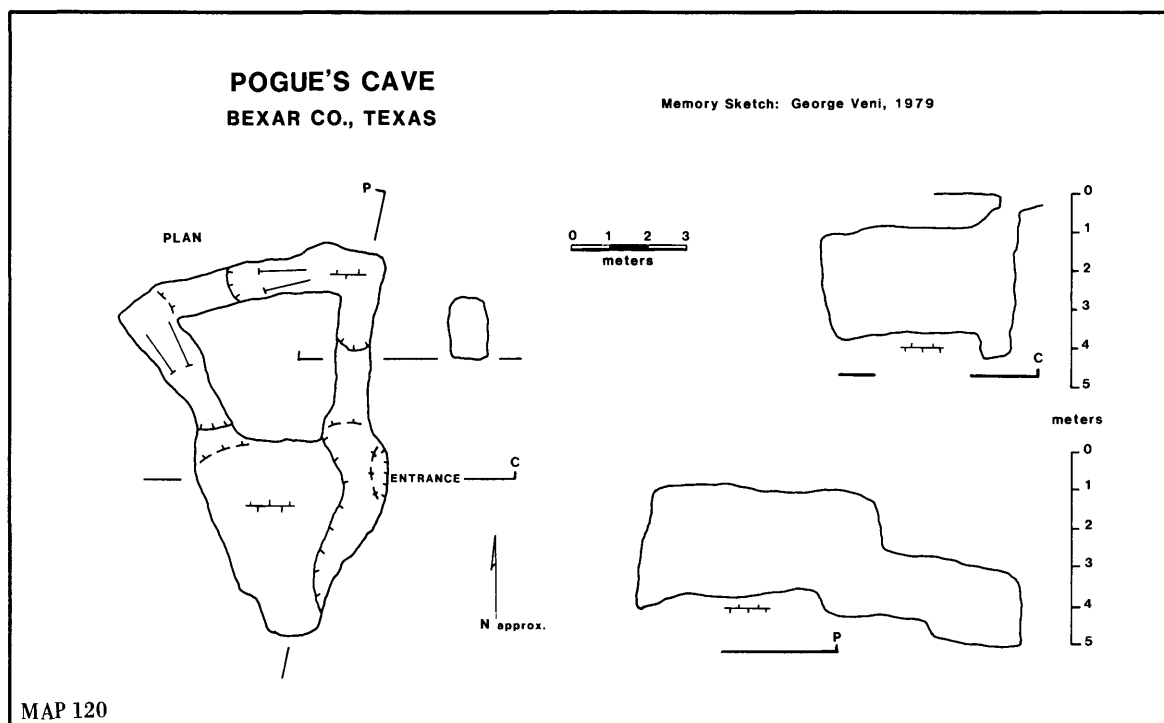 POGUE'S CAVE
BEXAR CO., TEXAS
Memory Sketch: George Veni, 1979
P
PLAN
0 1 2 3
meters
ENTRANCE
C
N approx.
0
1
2
3
4
5
C
meters
0
1
2
3
4
5
P
MAP 120